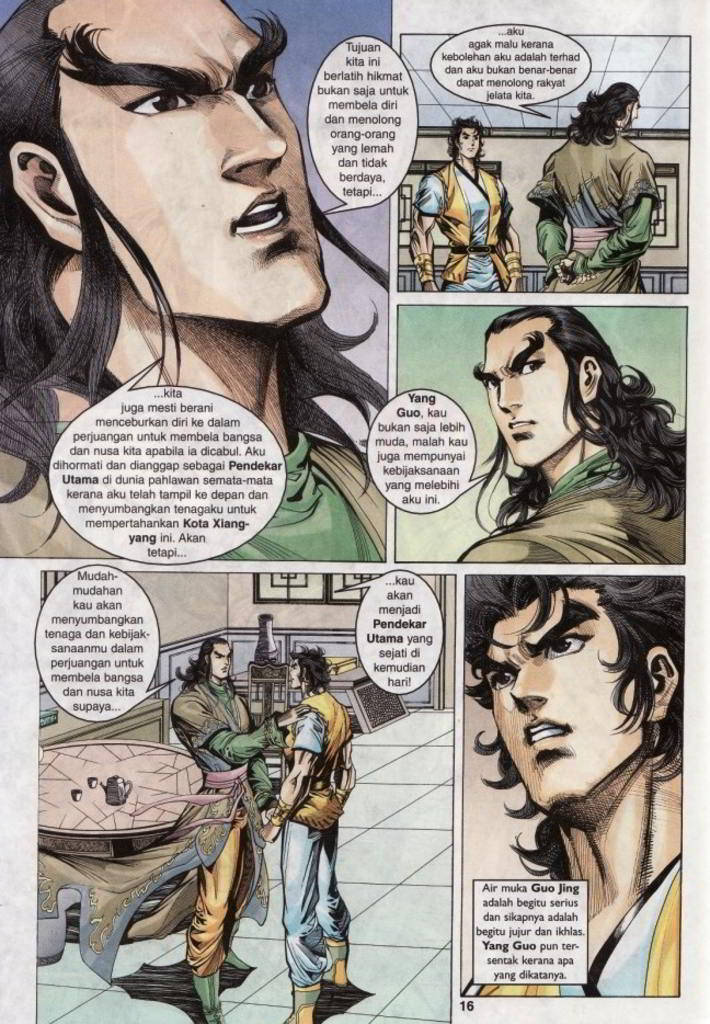 Tujuan
kita ini
berlatih hikmat
bukan saja untuk
membela diri
dan menolong
orang-orang
yang lemah
dan tidak
berdaya,
tetapi...
...kita
juga mesti berani
menceburkan diri ke dalam
perjuangan untuk membela bangsa
dan nusa kita apabila ia dicabul. Aku
dihormati dan dianggap sebagai Pendekar
Utama di dunia pahlawan semata-mata
kerana aku telah tampil ke depan dan
menyumbangkan tenagaku untuk
mempertahankan Kota Xiang-
yang ini. Akan
tetapi...
...aku
agak malu kerana
kebolehan aku adalah terhad
dan aku bukan benar-benar
dapat menolong rakyat
jelata kita.
Yang
Guo, kau
bukan saja lebih
muda, malah kau
juga mempunyai
kebijaksanaan
yang melebihi
aku ini.
Mudah-
mudahan
kau akan
menyumbangkan
tenaga dan kebijak-
sanaanmu dalam
perjuangan untuk
membela bangsa
dan nusa kita
supaya...
...kau
akan
menjadi
Pendekar
Utama yang
sejati di
kemudian
hari!
Air muka Guo Jing
adalah begitu serius
dan sikapnya adalah
begitu jujur dan ikhlas.
Yang Guo pun ter-
sentak kerana apa
yang dikatanya.
16